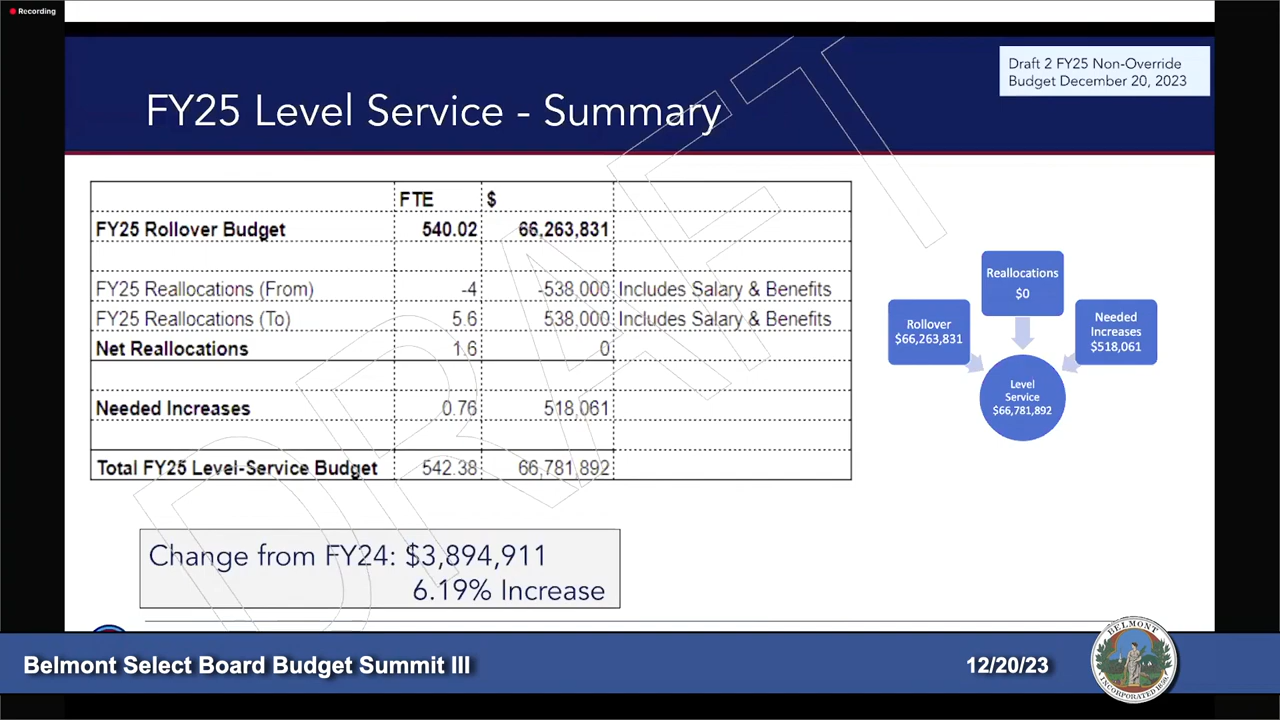 Recording
Draft 2 FY25 Non-Override
Budget December 20, 2023
FY25 Level Service - Summary
FTE $
FY25 Rollover Budget 540.02 66,263,831
FY25 Reallocations (From) -4 -538,000 Includes Salary & Benefits
FY25 Reallocations (To) 5.6 538,000 Includes Salary & Benefits
Net Reallocations 1.6 0
Needed Increases 0.76 518,061
Total FY25 Level-Service Budget 542.38 66,781,892
Reallocations
$0
Rollover
$66,263,831
Needed
Increases
$518,061
Level
Service
$66,781,892
DRAFT
Change from FY24: $3,894,911
6.19% Increase
Belmont Select Board Budget Summit III
12/20/23
BELMONT